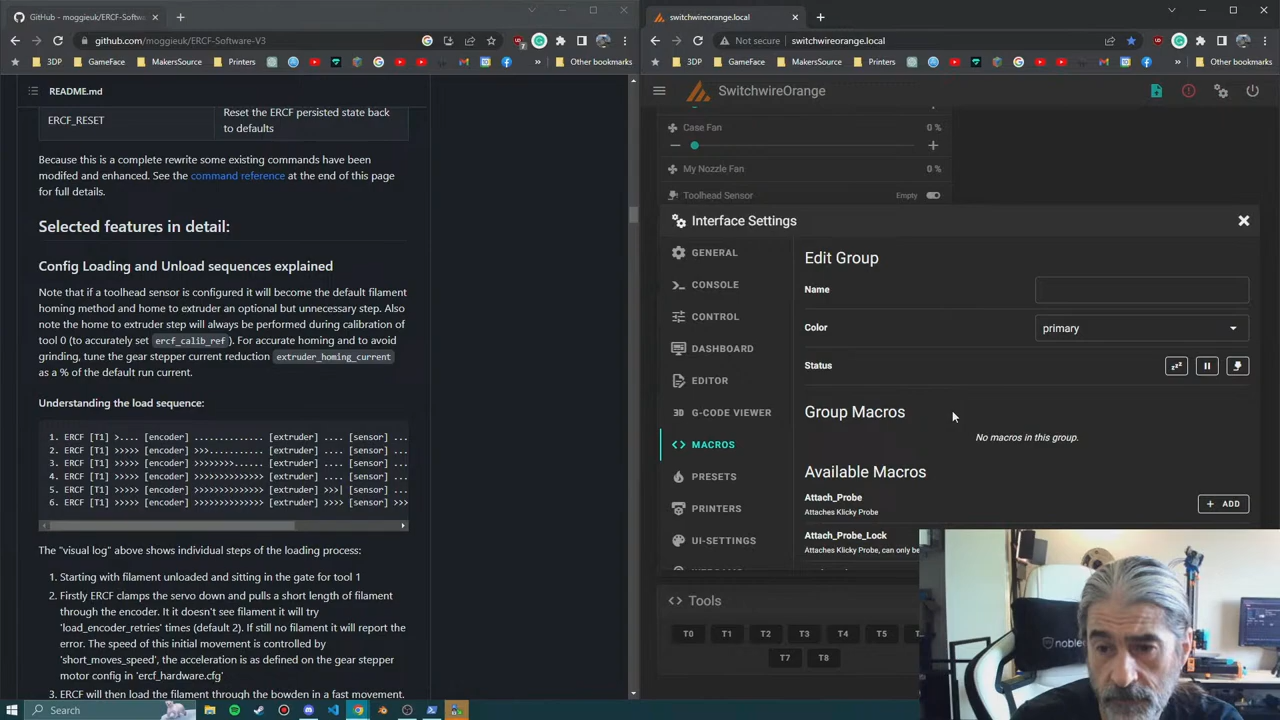 GitHub - moggieuk/ERCF-Softwa
switchwireorange.local
github.com/moggieuk/ERCF-Software-V3
Not secure
switchwireorange.local
3DP
GameFace
MakersSource
Printers
Other bookmarks
3DP
GameFace
MakersSource
Printers
Other bookmarks
README.md
ERCF_RESET
Reset the ERCF persisted state back
to defaults
Because this is a complete rewrite some existing commands have been
modifed and enhanced. See the command reference at the end of this page
for full details.
Selected features in detail:
Config Loading and Unload sequences explained
Note that if a toolhead sensor is configured it will become the default filament
homing method and home to extruder an optional but unnecessary step. Also
note the home to extruder step will always be performed during calibration of
tool 0 (to accurately set ercf_calib_ref). For accurate homing and to avoid
grinding, tune the gear stepper current reduction extruder_homing_current
as a % of the default run current.
Understanding the load sequence:
1. ERCF [T1] >.... [encoder] ............. [extruder] .... [sensor] ...
2. ERCF [T1] >>>>> [encoder] >>>.......... [extruder] .... [sensor] ...
3. ERCF [T1] >>>>> [encoder] >>>>>>>>..... [extruder] .... [sensor] ...
4. ERCF [T1] >>>>> [encoder] >>>>>>>>>>>>> [extruder] .... [sensor] ...
5. ERCF [T1] >>>>> [encoder] >>>>>>>>>>>>> [extruder] >>>| [sensor] ...
6. ERCF [T1] >>>>> [encoder] >>>>>>>>>>>>> [extruder] >>>> [sensor] >>>
The "visual log" above shows individual steps of the loading process:
1. Starting with filament unloaded and sitting in the gate for tool 1
2. Firstly ERCF clamps the servo down and pulls a short length of filament
through the encoder. It it doesn't see filament it will try
'load_encoder_retries' times (default 2). If still no filament it will report the
error. The speed of this initial movement is controlled by
'short_moves_speed', the acceleration is as defined on the gear stepper
motor config in 'ercf_hardware.cfg'
3. ERCF will then load the filament through the bowden in a fast movement.
SwitchwireOrange
Case Fan
0 %
My Nozzle Fan
0 %
Toolhead Sensor
Empty
Interface Settings
GENERAL
CONSOLE
CONTROL
DASHBOARD
EDITOR
3D G-CODE VIEWER
MACROS
PRESETS
PRINTERS
UI-SETTINGS
Edit Group
Name
Color
primary
Status
Group Macros
No macros in this group.
Available Macros
Attach_Probe
Attaches Klicky Probe
+ ADD
Attach_Probe_Lock
Attaches Klicky Probe, can only be
Tools
T0
T1
T2
T3
T4
T5
T7
T8
noble
Search